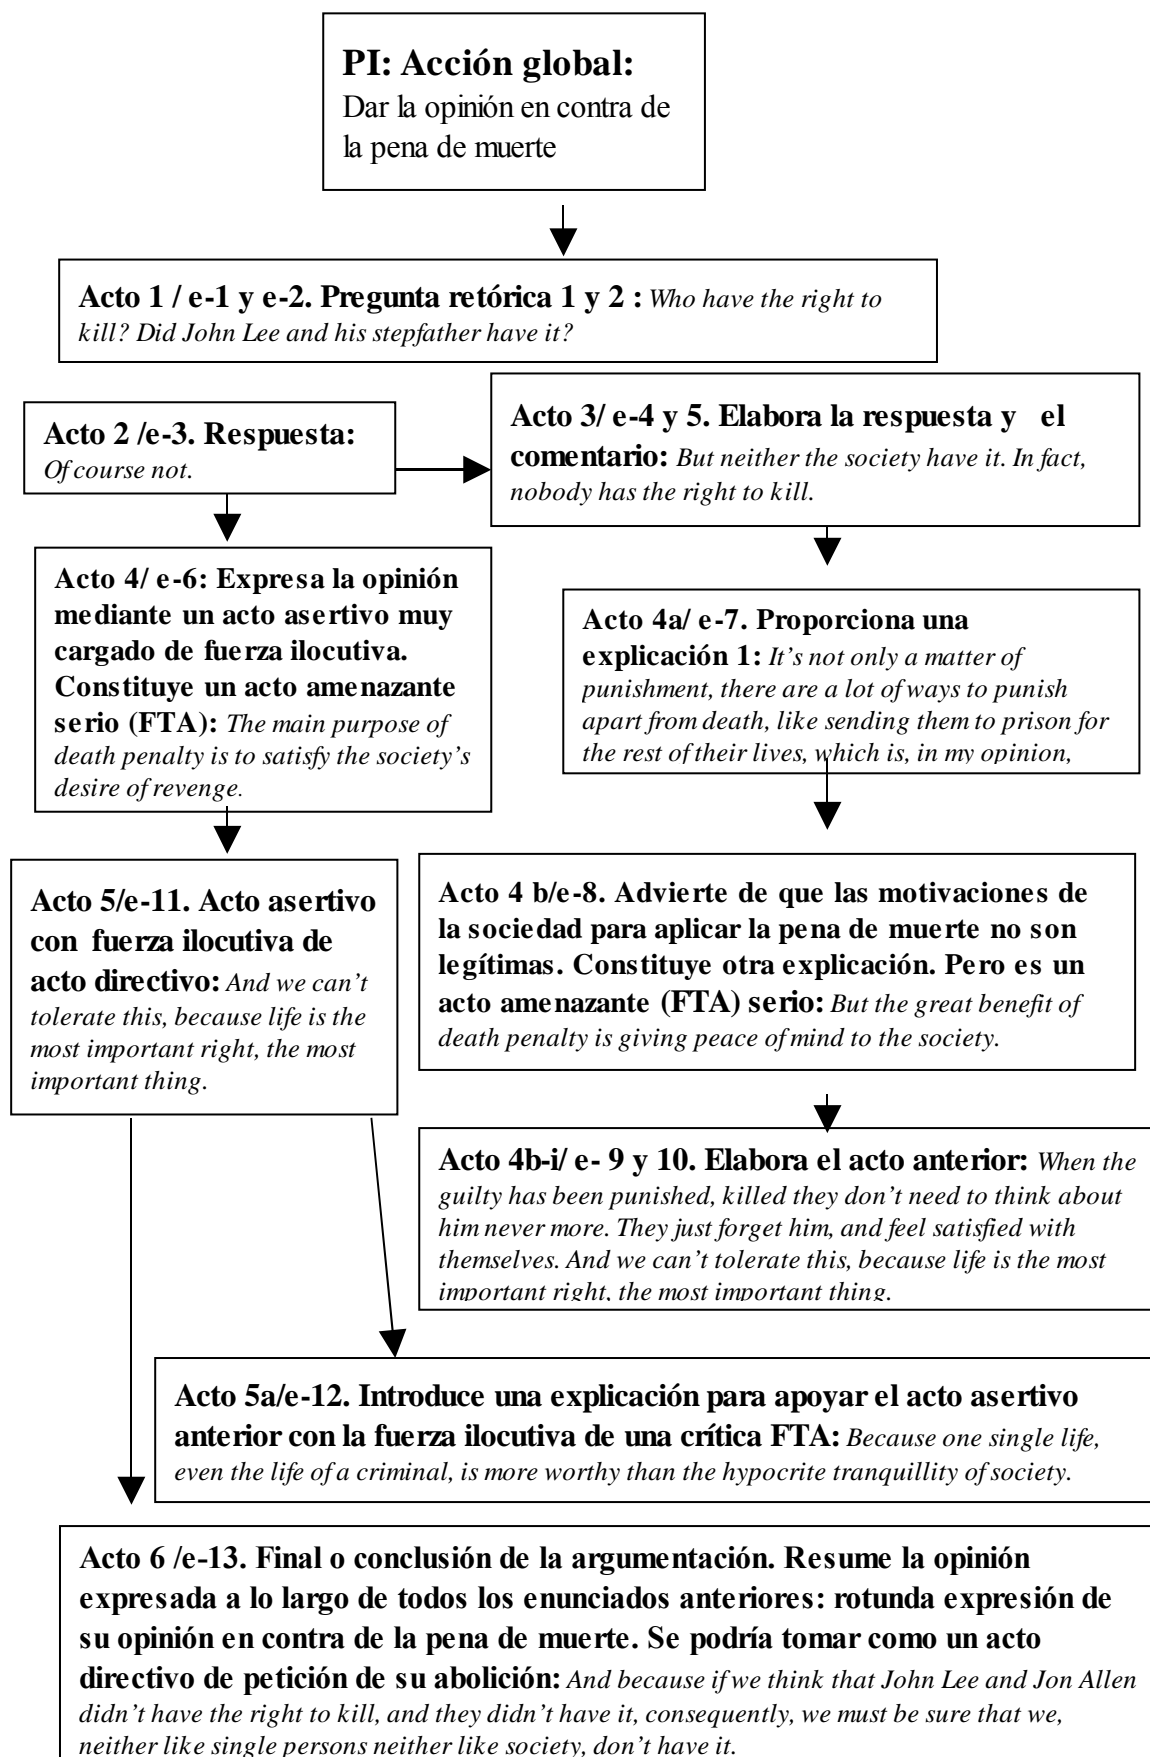 PI: Acción global:
Dar la opinión en contra de
la pena de muerte
Acto 1 / e-1 y e-2. Pregunta retórica 1 y 2 : Who have the right to
kill? Did John Lee and his stepfather have it?
Acto 2 /e-3. Respuesta:
Of course not.
Acto 3/ e-4 y 5. Elabora la respuesta y el
comentario: But neither the society have it. In fact,
nobody has the right to kill.
Acto 4/ e-6: Expresa la opinión
mediante un acto asertivo muy
cargado de fuerza ilocutiva.
Constituye un acto amenazante
serio (FTA): The main purpose of
death penalty is to satisfy the society's
desire of revenge.
Acto 4a/ e-7. Proporciona una
explicación 1: It's not only a matter of
punishment, there are a lot of ways to punish
apart from death, like sending them to prison for
the rest of their lives, which is, in my opinion,
Acto 5/e-11. Acto asertivo
con fuerza ilocutiva de
acto directivo: And we can't
tolerate this, because life is the
most important right, the most
important thing.
Acto 4 b/e-8. Advierte de que las motivaciones de
la sociedad para aplicar la pena de muerte no son
legítimas. Constituye otra explicación. Pero es un
acto amenazante (FTA) serio: But the great benefit of
death penalty is giving peace of mind to the society.
Acto 4b-i/ e- 9 y 10. Elabora el acto anterior: When the
guilty has been punished, killed they don't need to think about
him never more. They just forget him, and feel satisfied with
themselves. And we can't tolerate this, because life is the most
important right, the most important thing.
Acto 5a/e-12. Introduce una explicación para apoyar el acto asertivo
anterior con la fuerza ilocutiva de una crítica FTA: Because one single life,
even the life of a criminal, is more worthy than the hypocrite tranquillity of society.
Acto 6 /e-13. Final o conclusión de la argumentación. Resume la opinión
expresada a lo largo de todos los enunciados anteriores: rotunda expresión de
su opinión en contra de la pena de muerte. Se podría tomar como un acto
directivo de petición de su abolición: And because if we think that John Lee and Jon Allen
didn't have the right to kill, and they didn't have it, consequently, we must be sure that we,
neither like single persons neither like society, don't have it.